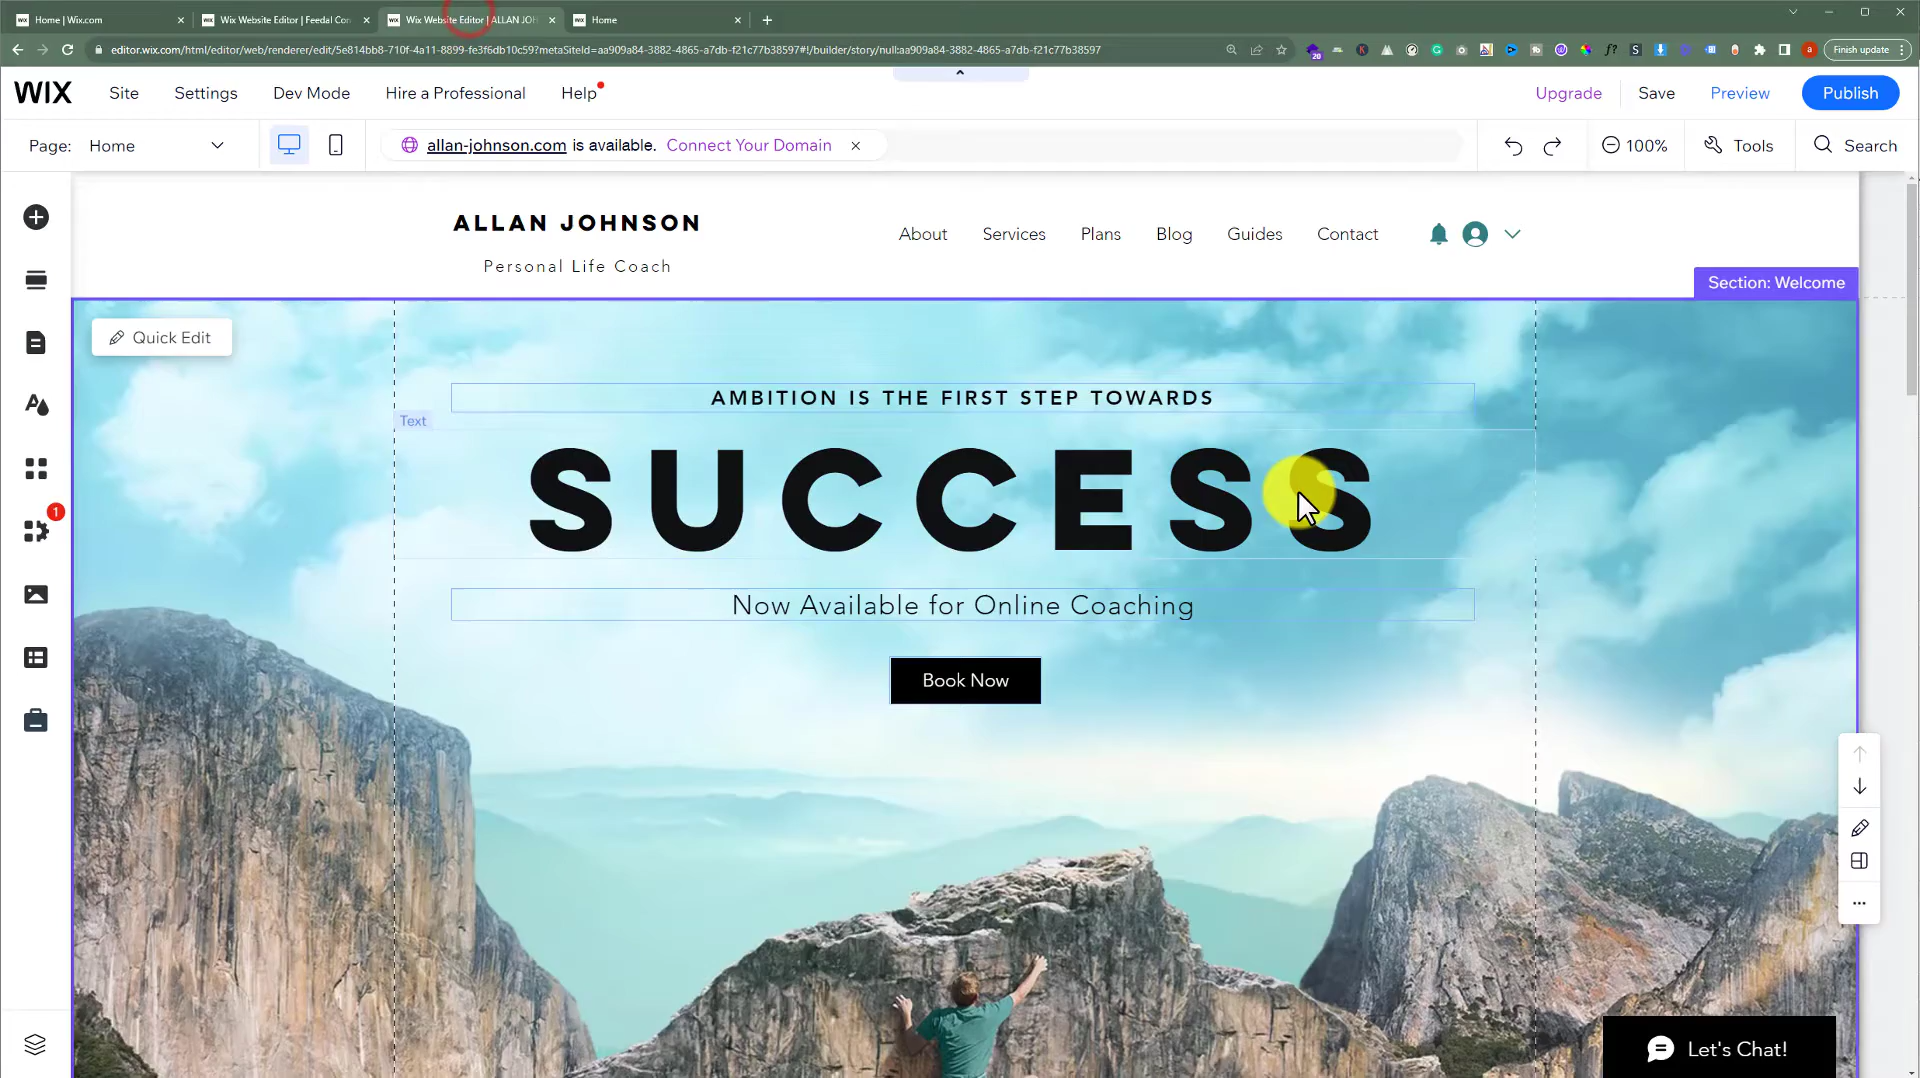 Home | Wix.com
Wix Website Editor | Feedal Con
Wix Website Editor | ALLAN JOH
Home
editor.wix.com/html/editor/web/renderer/edit/5e814bb8-710f-4a11-8899-fe3f6db10c59?metaSiteId=aa909a84-3882-4865-a7db-f21c77b38597#!/builder/story/nullaa909a84-3882-4865-a7db-f21c77b38597
20
Finish update
WIX
Site
Settings
Dev Mode
Hire a Professional
Help
Upgrade
Save
Preview
Publish
Page: Home
allan-johnson.com is available. Connect Your Domain
100%
Tools
Search
ALLAN JOHNSON
Personal Life Coach
About
Services
Plans
Blog
Guides
Contact
Section: Welcome
Quick Edit
AMBITION IS THE FIRST STEP TOWARDS
Text
SUCCESS
1
Now Available for Online Coaching
Book Now
Let's Chat!